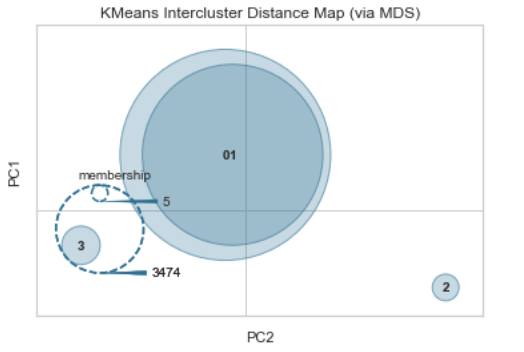 KMeans Intercluster Distance Map (via MDS)
PC1
01
membership
5
3
3474
2
PC2